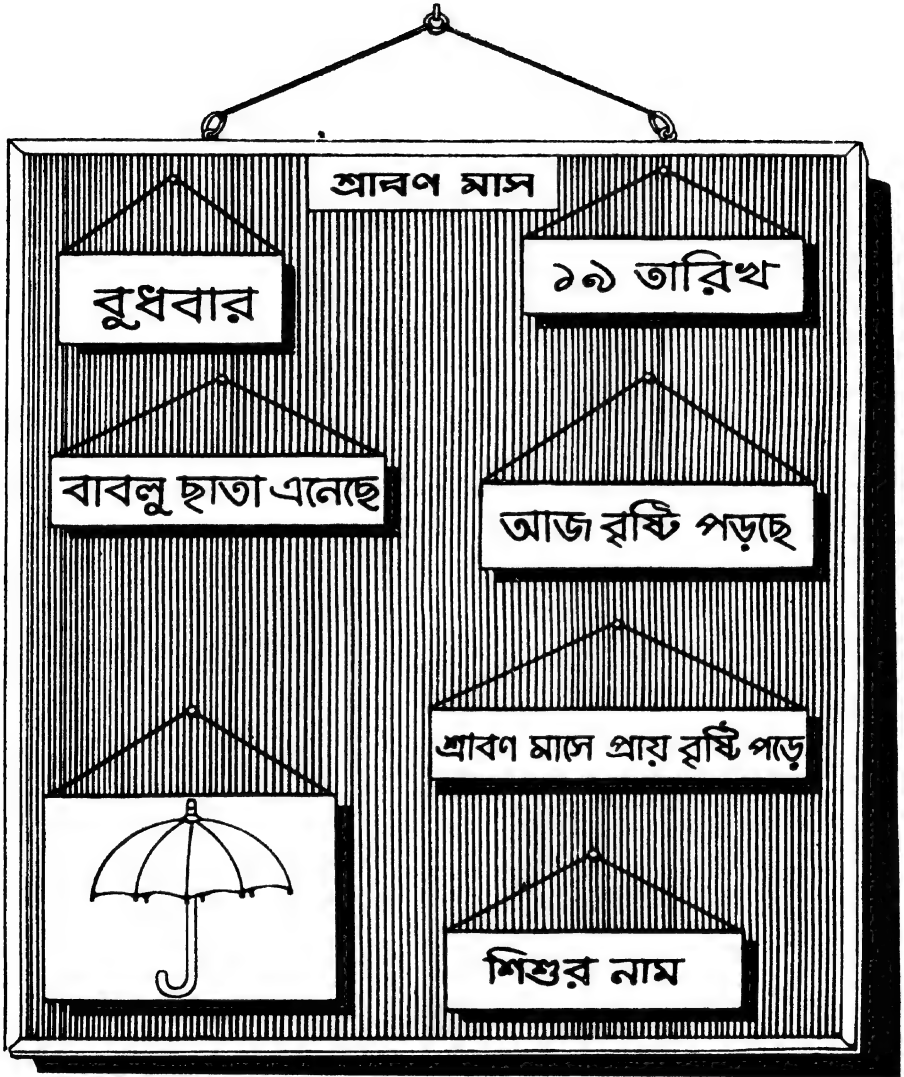 শ্রাবণ মাস
বুধবার
১৯ তারিখ
বাবলু ছাতা এনেছে
আজ বৃষ্টি পড়ছে
শ্রাবণ মাসে প্রায় বৃষ্টি পড়ে
শিশুর নাম